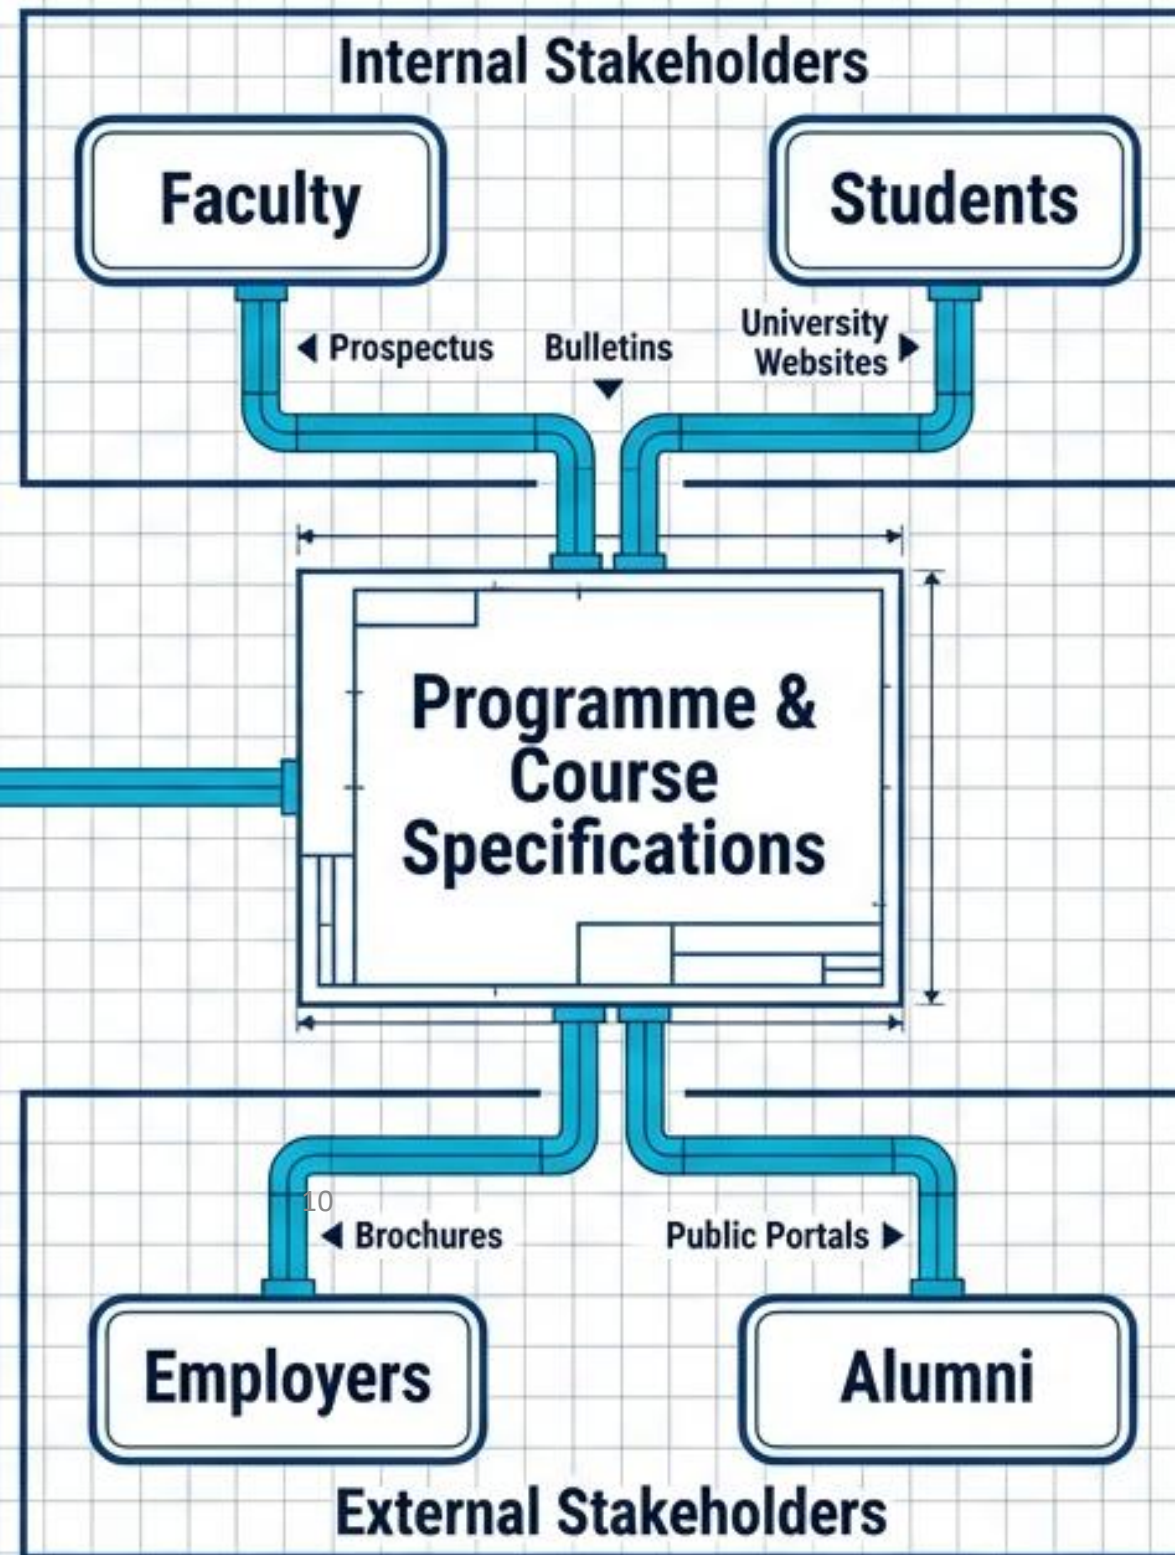 Internal Stakeholders
Faculty
Students
Prospectus
Bulletins
University
Websites
Programme &
Course
Specifications
10
Brochures
Public Portals
Employers
Alumni
External Stakeholders